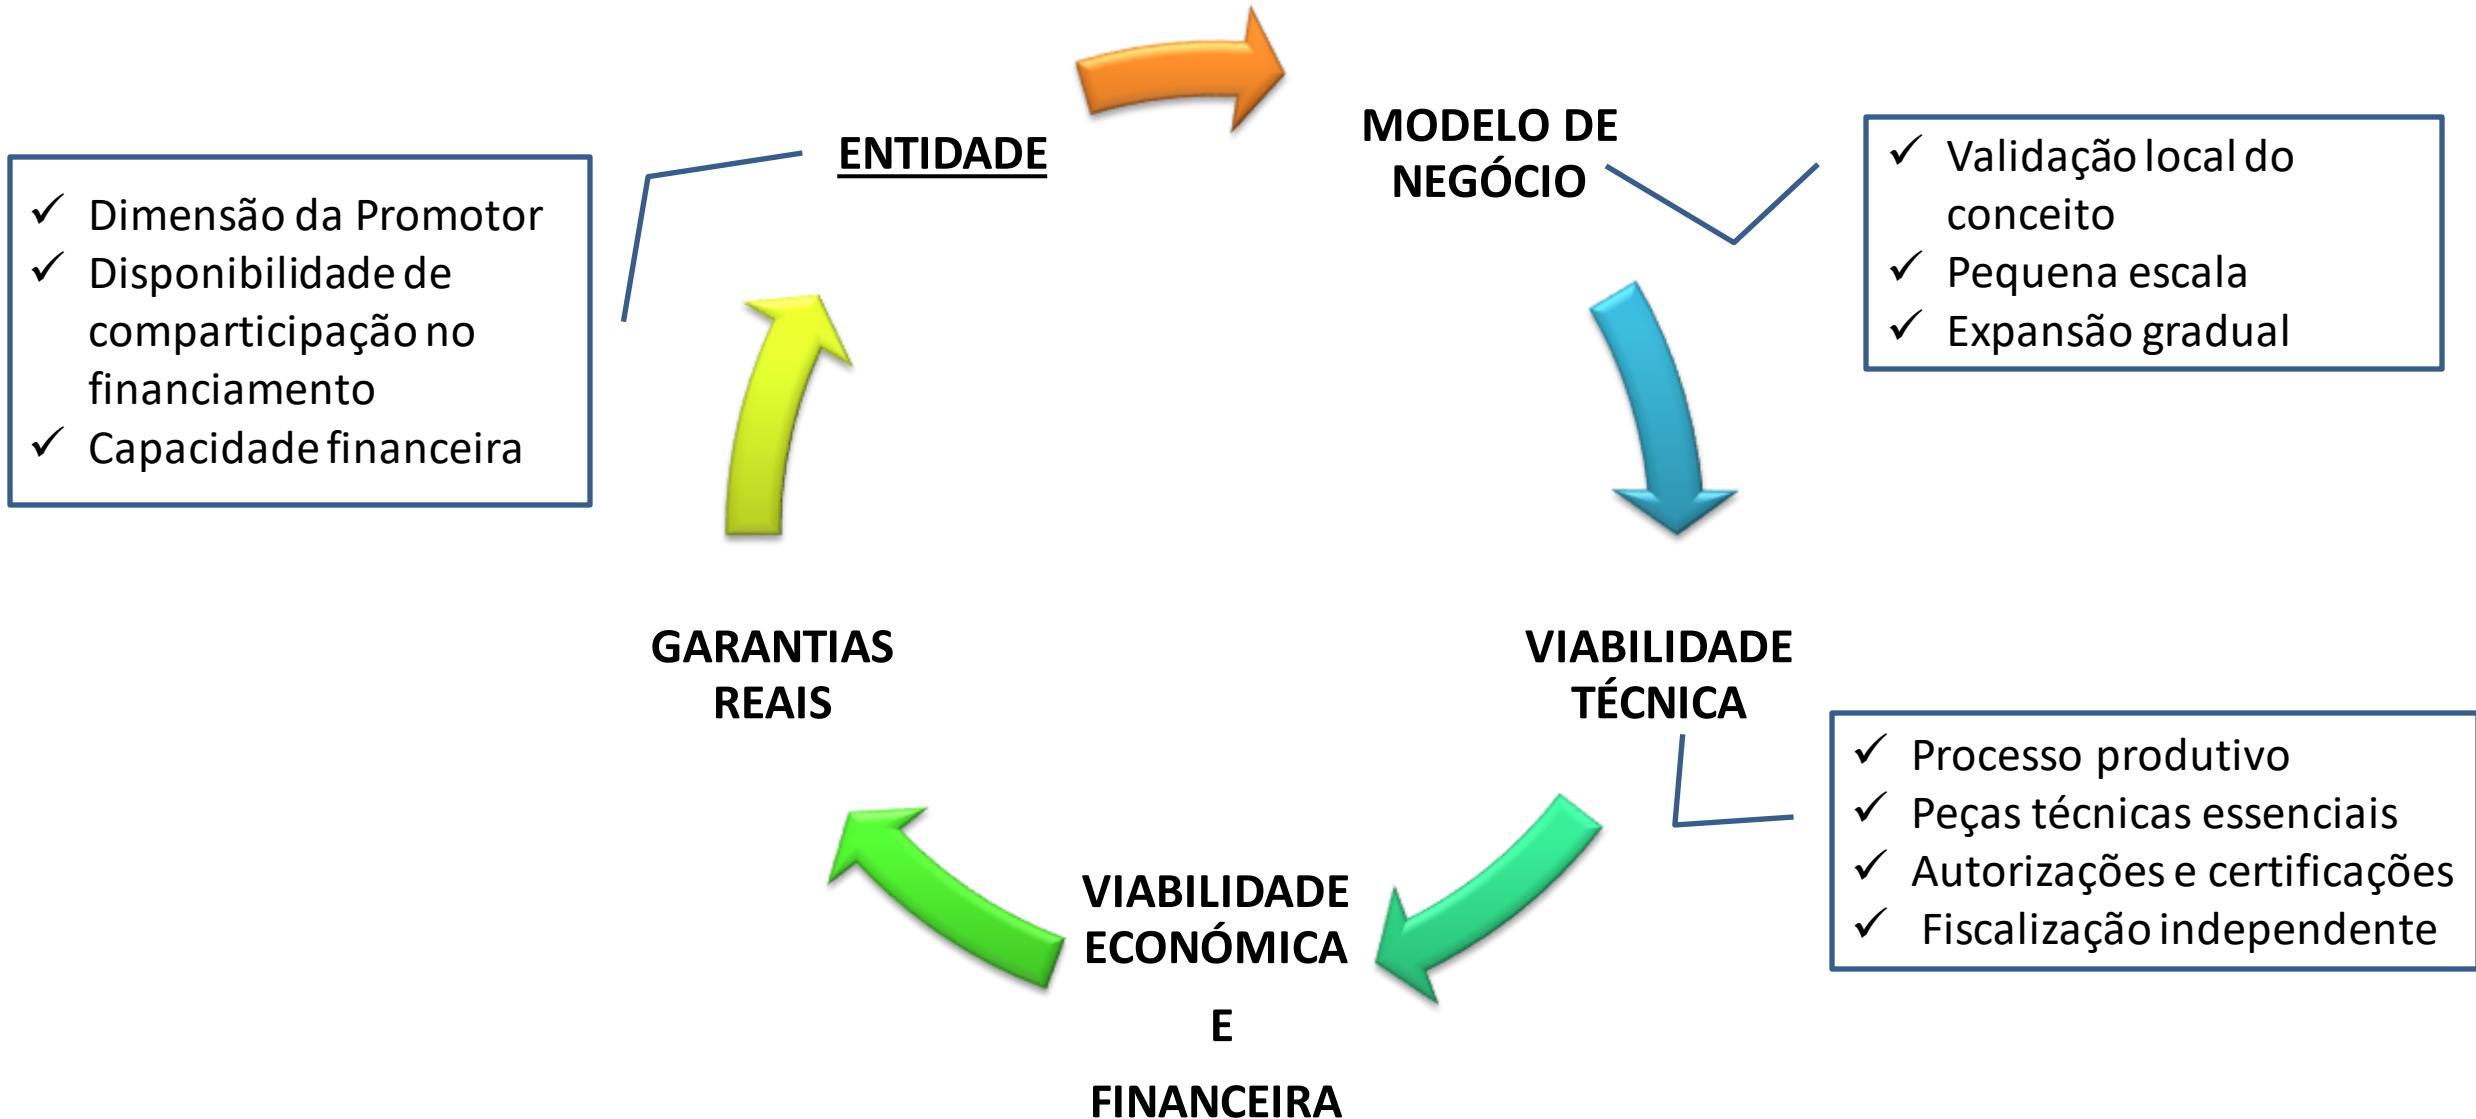 ENTIDADE
✓ Dimensão da Promotor
✓ Disponibilidade de
comparticipação no
financiamento
✓ Capacidade financeira
MODELO DE
NEGÓCIO
✓ Validação local do
conceito
✓ Pequena escala
✓ Expansão gradual
VIABILIDADE
TÉCNICA
✓ Processo produtivo
✓ Peças técnicas essenciais
✓ Autorizações e certificações
✓ Fiscalização independente
VIABILIDADE
ECONÓMICA
E
FINANCEIRA
GARANTIAS
REAIS